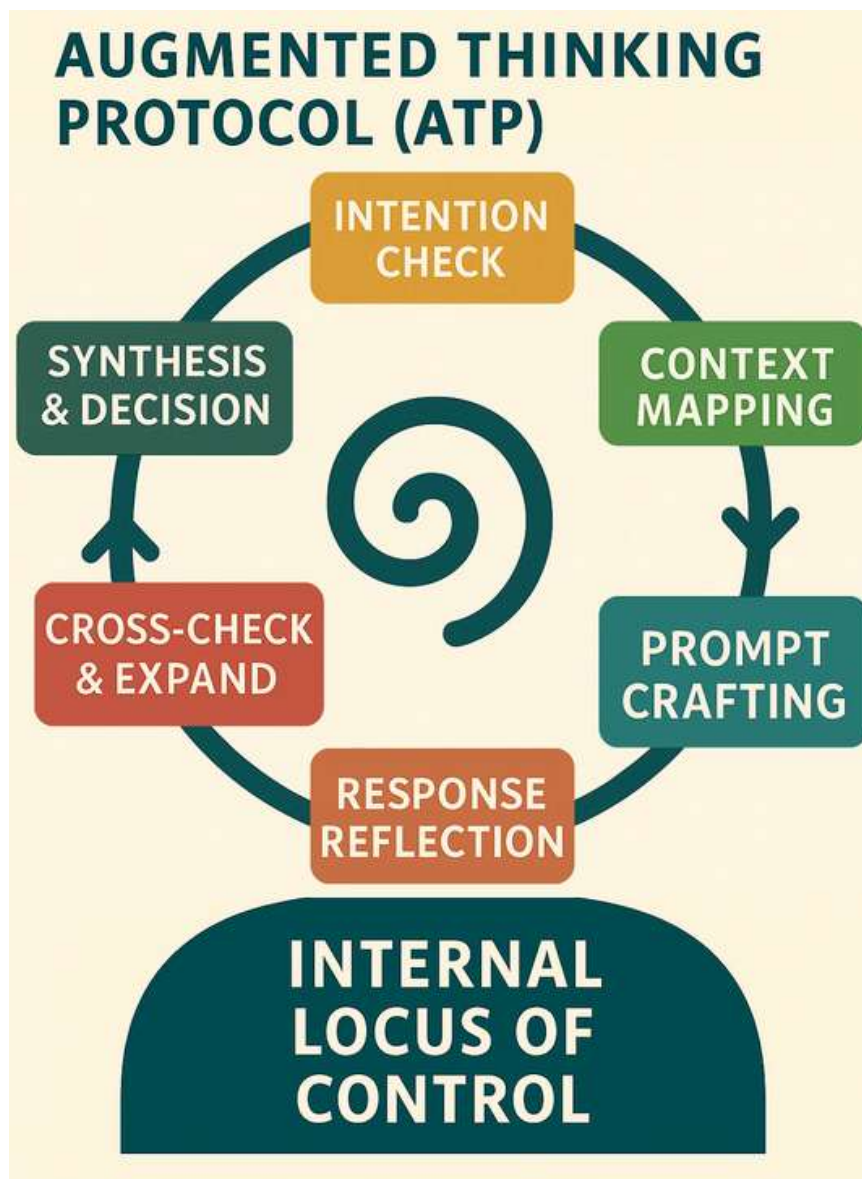 AUGMENTED THINKING
PROTOCOL (ATP)
INTENTION
CHECK
CONTEXT
MAPPING
PROMPT
CRAFTING
RESPONSE
REFLECTION
CROSS-CHECK
& EXPAND
SYNTHESIS
& DECISION
INTERNAL
LOCUS OF
CONTROL